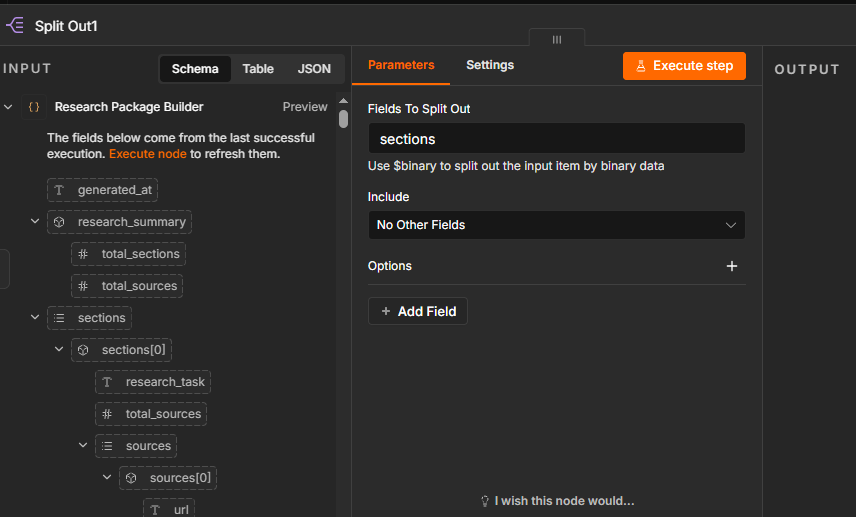 Split Out1
INPUT
Schema
Table
JSON
Parameters
Settings
Execute step
OUTPUT
Research Package Builder
Preview
The fields below come from the last successful
execution. Execute node to refresh them.
T generated_at
research_summary
# total_sections
# total_sources
sections
sections[0]
T research_task
# total_sources
sources
sources[0]
T url
Fields To Split Out
sections
Use $binary to split out the input item by binary data
Include
No Other Fields
Options
+
+ Add Field
I wish this node would...